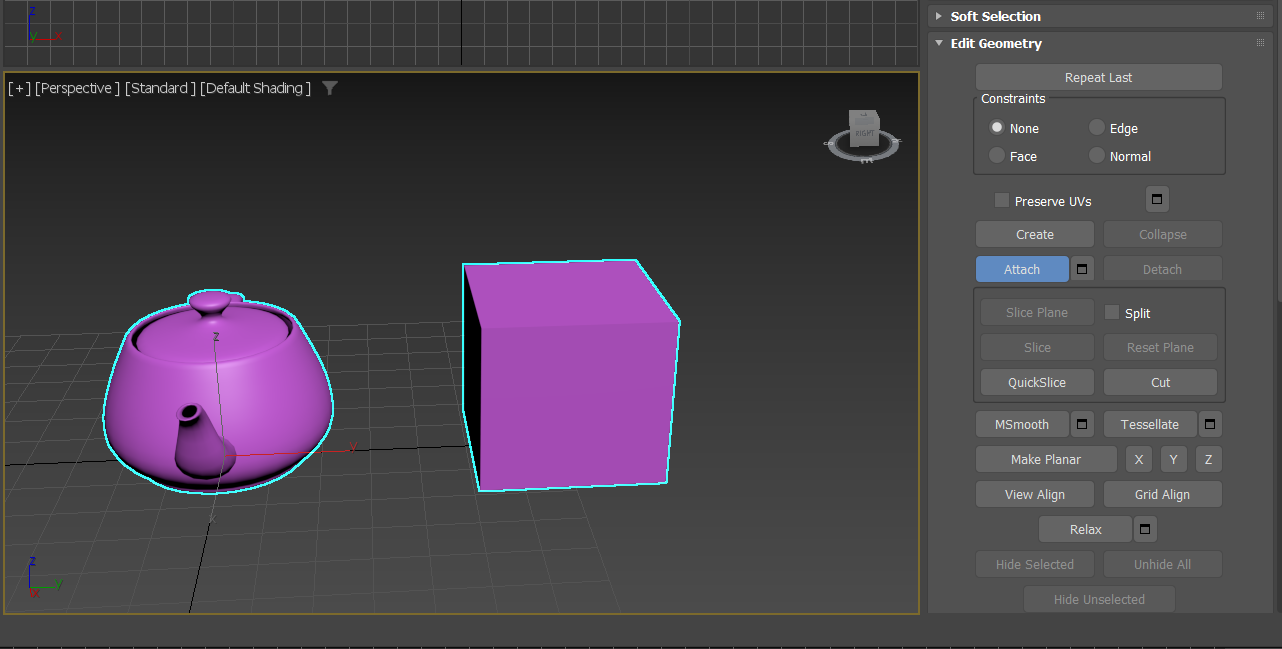 z
y x
[+] [Perspective ] [Standard ] [Default Shading ]
RIGHT
z
y
x
z
y
x
Soft Selection
Edit Geometry
Repeat Last
Constraints
None
Edge
Face
Normal
Preserve UVs
Create
Collapse
Attach
Detach
Slice Plane
Split
Slice
Reset Plane
QuickSlice
Cut
MSmooth
Tessellate
Make Planar
X
Y
Z
View Align
Grid Align
Relax
Hide Selected
Unhide All
Hide Unselected